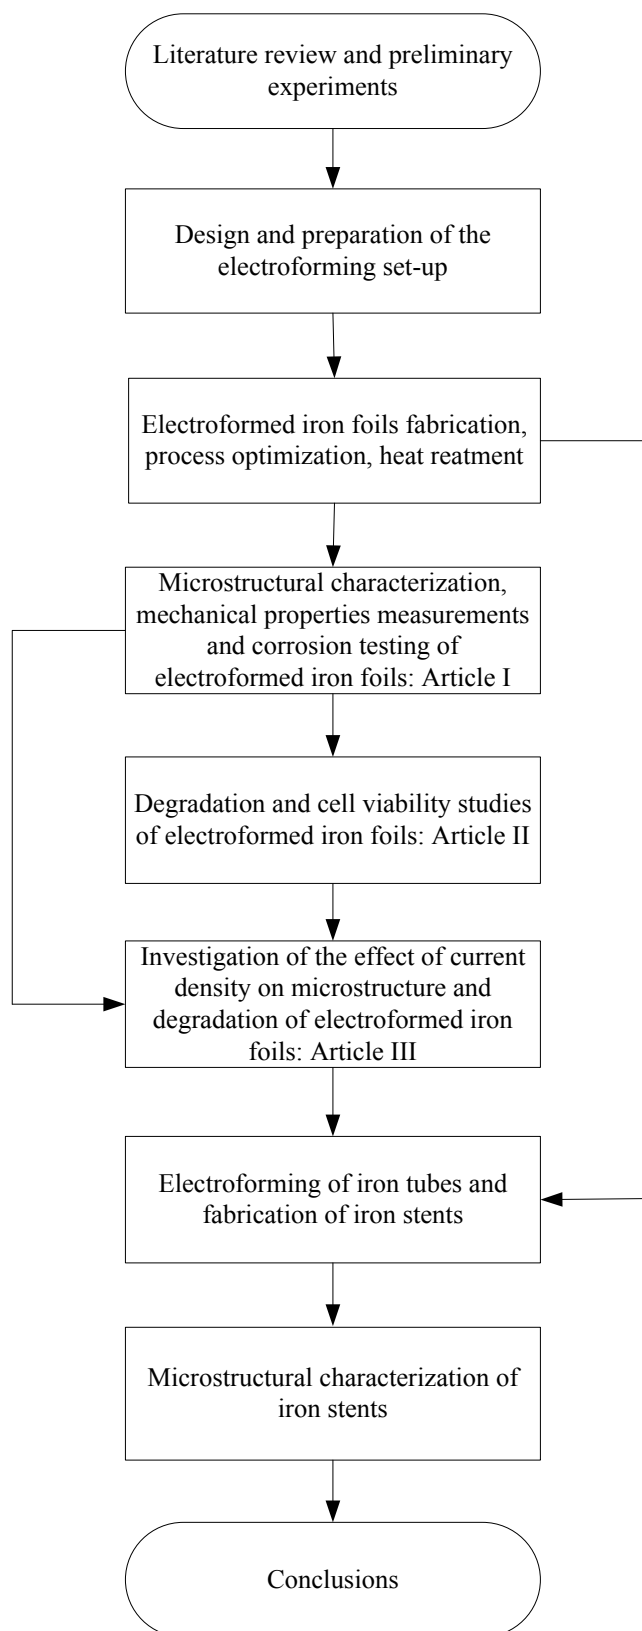 Literature review and preliminary
experiments
Design and preparation of the
electroforming set-up
Electroformed iron foils fabrication,
process optimization, heat reatment
Microstructural characterization,
mechanical properties measurements
and corrosion testing of
electroformed iron foils: Article I
Degradation and cell viability studies
of electroformed iron foils: Article II
Investigation of the effect of current
density on microstructure and
degradation of electroformed iron
foils: Article III
Electroforming of iron tubes and
fabrication of iron stents
Microstructural characterization of
iron stents
Conclusions